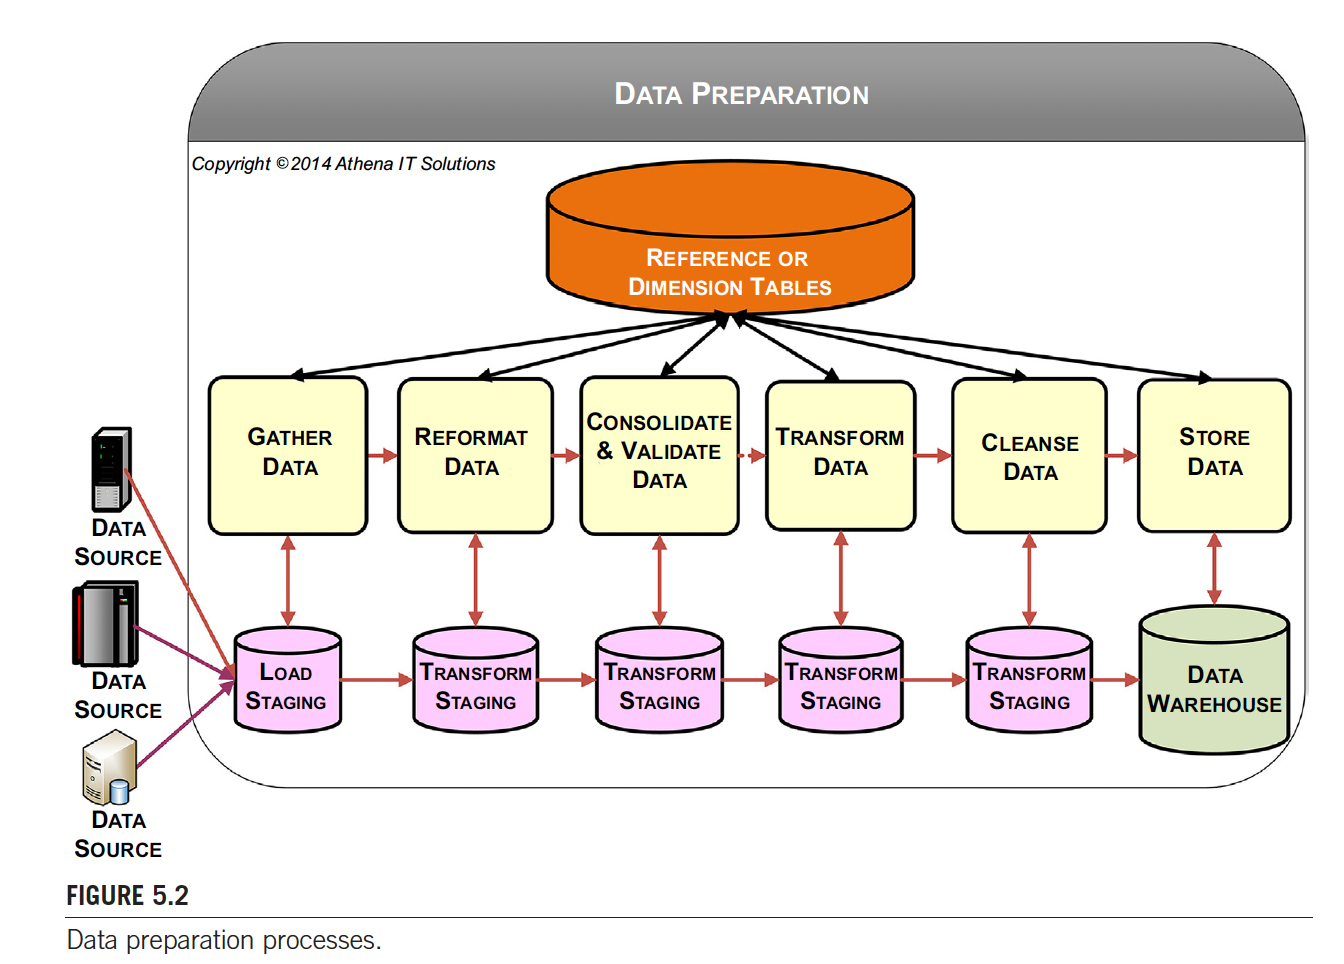 DATA PREPARATION
Copyright ©2014 Athena IT Solutions
REFERENCE OR
DIMENSION TABLES
GATHER
DATA
REFORMAT
DATA
CONSOLIDATE
& VALIDATE
DATA
TRANSFORM
DATA
CLEANSE
DATA
STORE
DATA
DATA
SOURCE
DATA
SOURCE
DATA
SOURCE
LOAD
STAGING
TRANSFORM
STAGING
TRANSFORM
STAGING
TRANSFORM
STAGING
TRANSFORM
STAGING
DATA
WAREHOUSE
FIGURE 5.2
Data preparation processes.